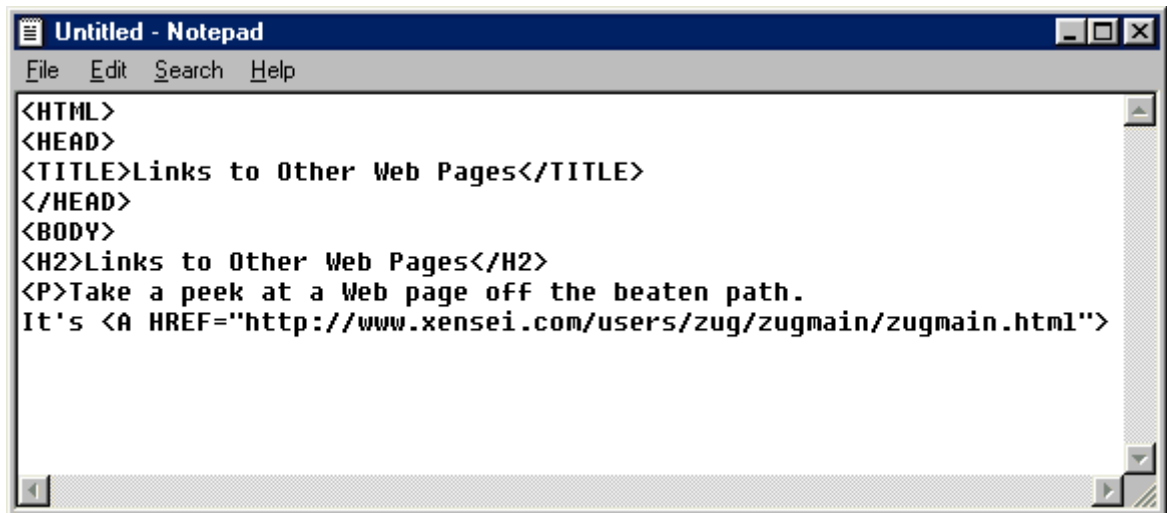 Untitled - Notepad
File Edit Search Help
<HTML>
<HEAD>
<TITLE>Links to Other Web Pages</TITLE>
</HEAD>
<BODY>
<H2>Links to Other Web Pages</H2>
<P>Take a peek at a Web page off the beaten path.
It's <A HREF="http://www.xensei.com/users/zug/zugmain/zugmain.html">